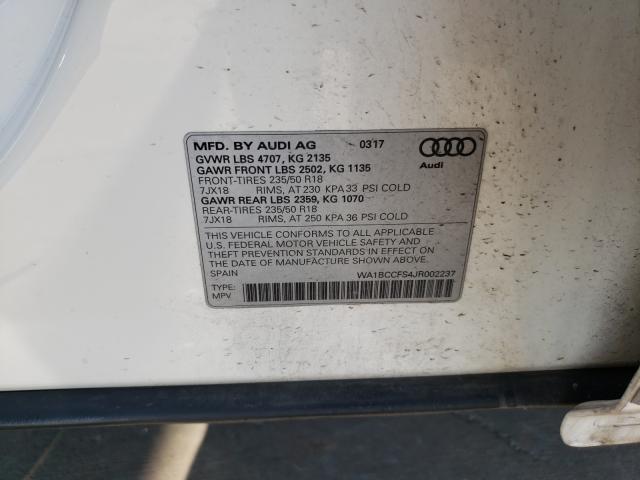 MFD. BY AUDI AG 0317
GVWR LBS 4707, KG 2135
GAWR FRONT LBS 2502, KG 1135
FRONT-TIRES 235/50 R18
7JX18 RIMS, AT 230 KPA 33 PSI COLD
GAWR REAR LBS 2359, KG 1070
REAR-TIRES 235/50 R18
7JX18 RIMS, AT 250 KPA 36 PSI COLD
Audi
THIS VEHICLE CONFORMS TO ALL APPLICABLE
U.S. FEDERAL MOTOR VEHICLE SAFETY AND
THEFT PREVENTION STANDARDS IN EFFECT ON
THE DATE OF MANUFACTURE SHOWN ABOVE.
SPAIN WA1BCCFS4JR002237
TYPE:
MPV